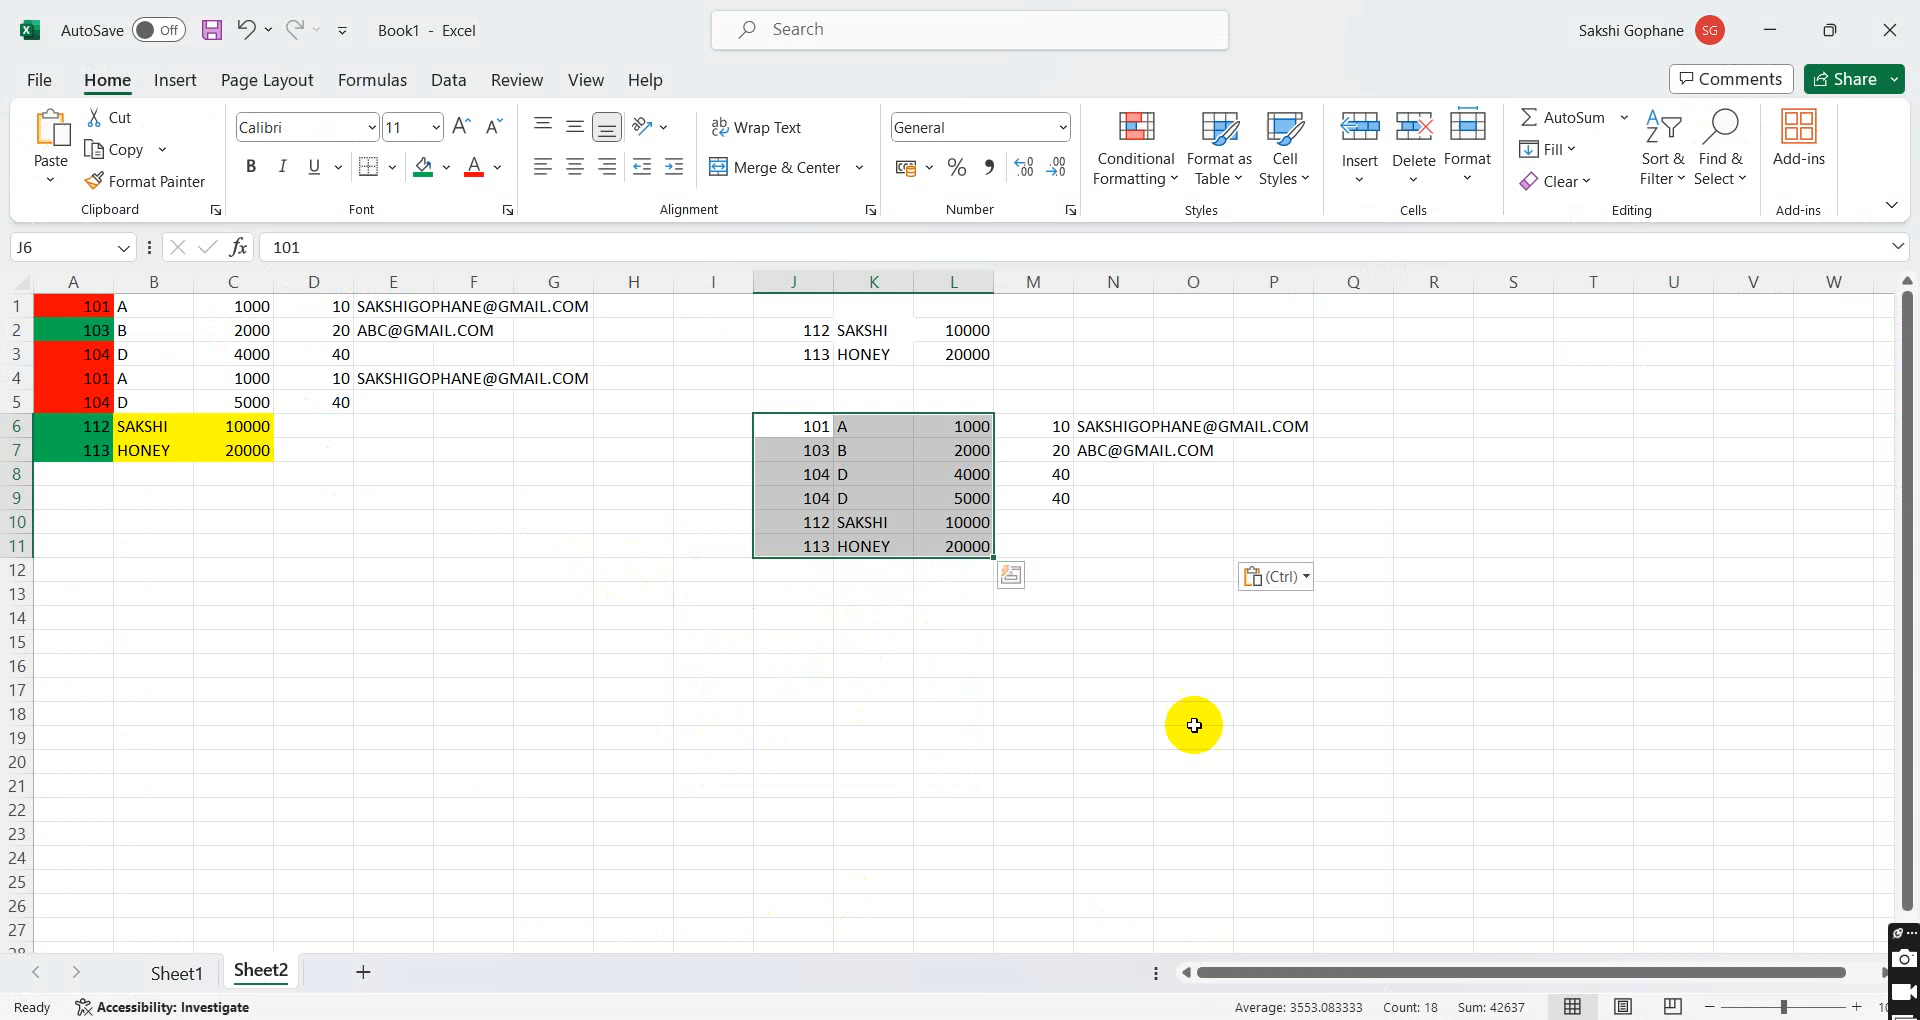 AutoSave Off Book1 - Excel Search Sakshi Gophane SG
File Home Insert Page Layout Formulas Data Review View Help Comments Share
Paste Cut Copy Format Painter Clipboard
Calibri 11 A A B I U A Font
ab Wrap Text Merge & Center Alignment
General % , Number
Conditional Formatting Format as Table Cell Styles Styles
Insert Delete Format Cells
AutoSum Fill Clear Sort & Filter Find & Select Editing
Add-ins Add-ins
J6 fx 101
A B C D E F G H I J K L M N O P Q R S T U V W
1 101 A 1000 10 SAKSHIGOPHANE@GMAIL.COM
2 103 B 2000 20 ABC@GMAIL.COM 112 SAKSHI 10000
3 104 D 4000 40 113 HONEY 20000
4 101 A 1000 10 SAKSHIGOPHANE@GMAIL.COM
5 104 D 5000 40
6 112 SAKSHI 10000 101 A 1000 10 SAKSHIGOPHANE@GMAIL.COM
7 113 HONEY 20000 103 B 2000 20 ABC@GMAIL.COM
8 104 D 4000 40
9 104 D 5000 40
10 112 SAKSHI 10000
11 113 HONEY 20000
12 (Ctrl)
13
14
15
16
17
18
19
20
21
22
23
24
25
26
27
Sheet1 Sheet2
Ready Accessibility: Investigate Average: 3553.083333 Count: 18 Sum: 42637